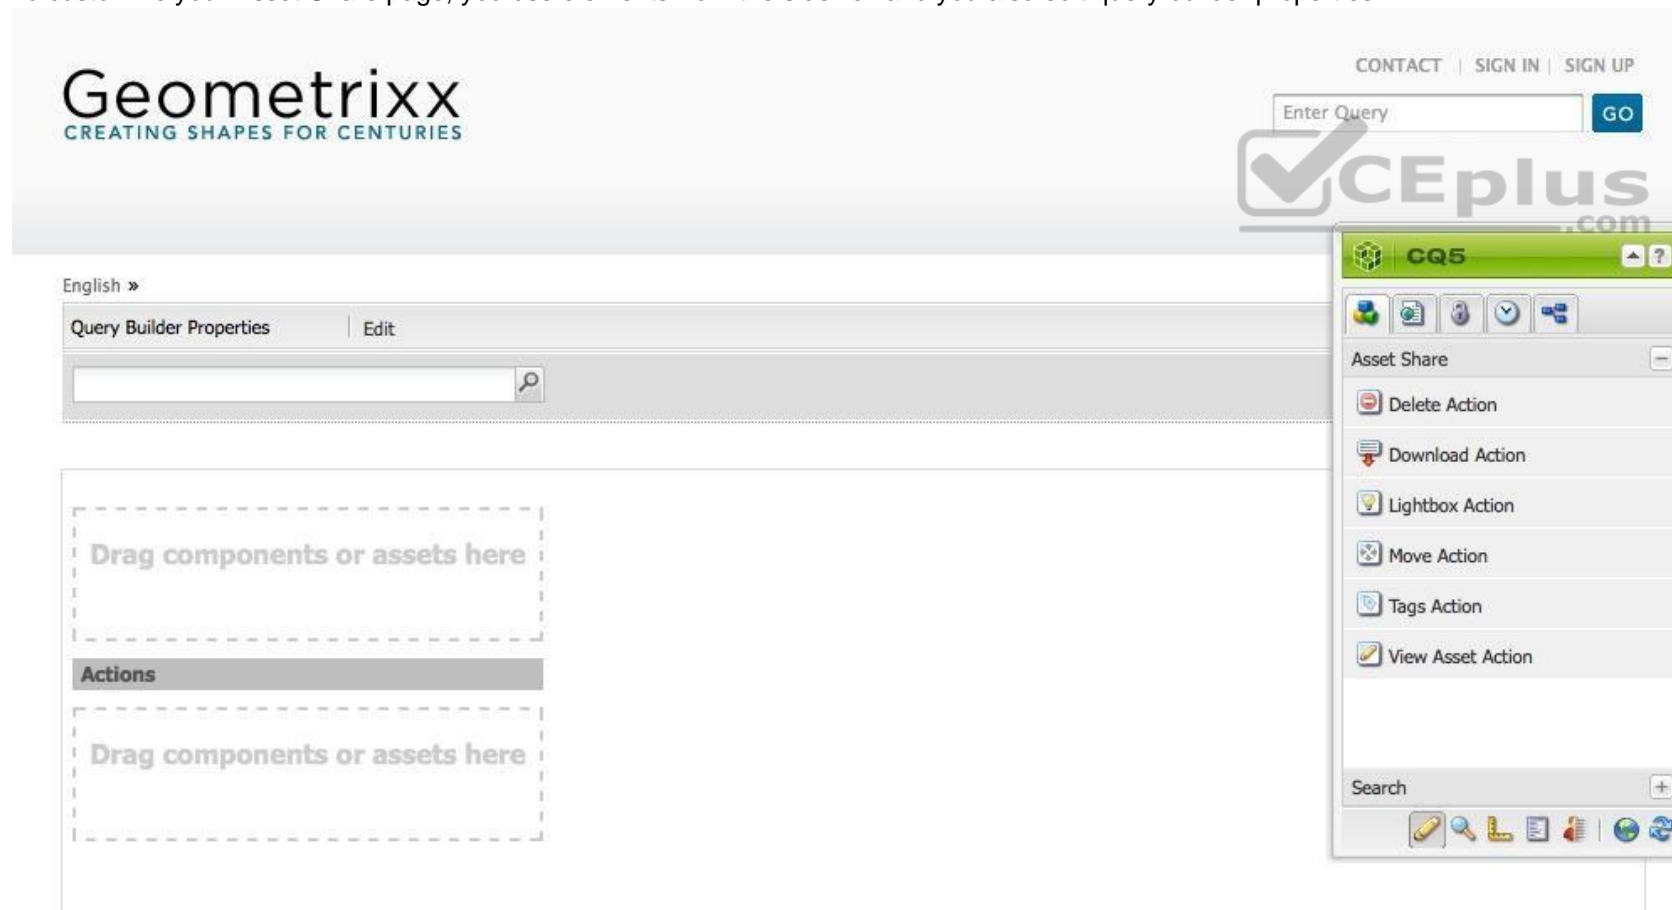 Geometrixx
CREATING SHAPES FOR CENTURIES
CONTACT | SIGN IN | SIGN UP
Enter Query
GO
CEplus
.com
CQ5
?
English »
Query Builder Properties | Edit
Asset Share
Delete Action
Download Action
Lightbox Action
Move Action
Tags Action
View Asset Action
Search
Drag components or assets here
Actions
Drag components or assets here